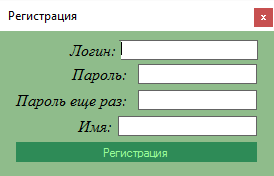 Регистрация x
Логин:
Пароль:
Пароль еще раз:
Имя:
Регистрация